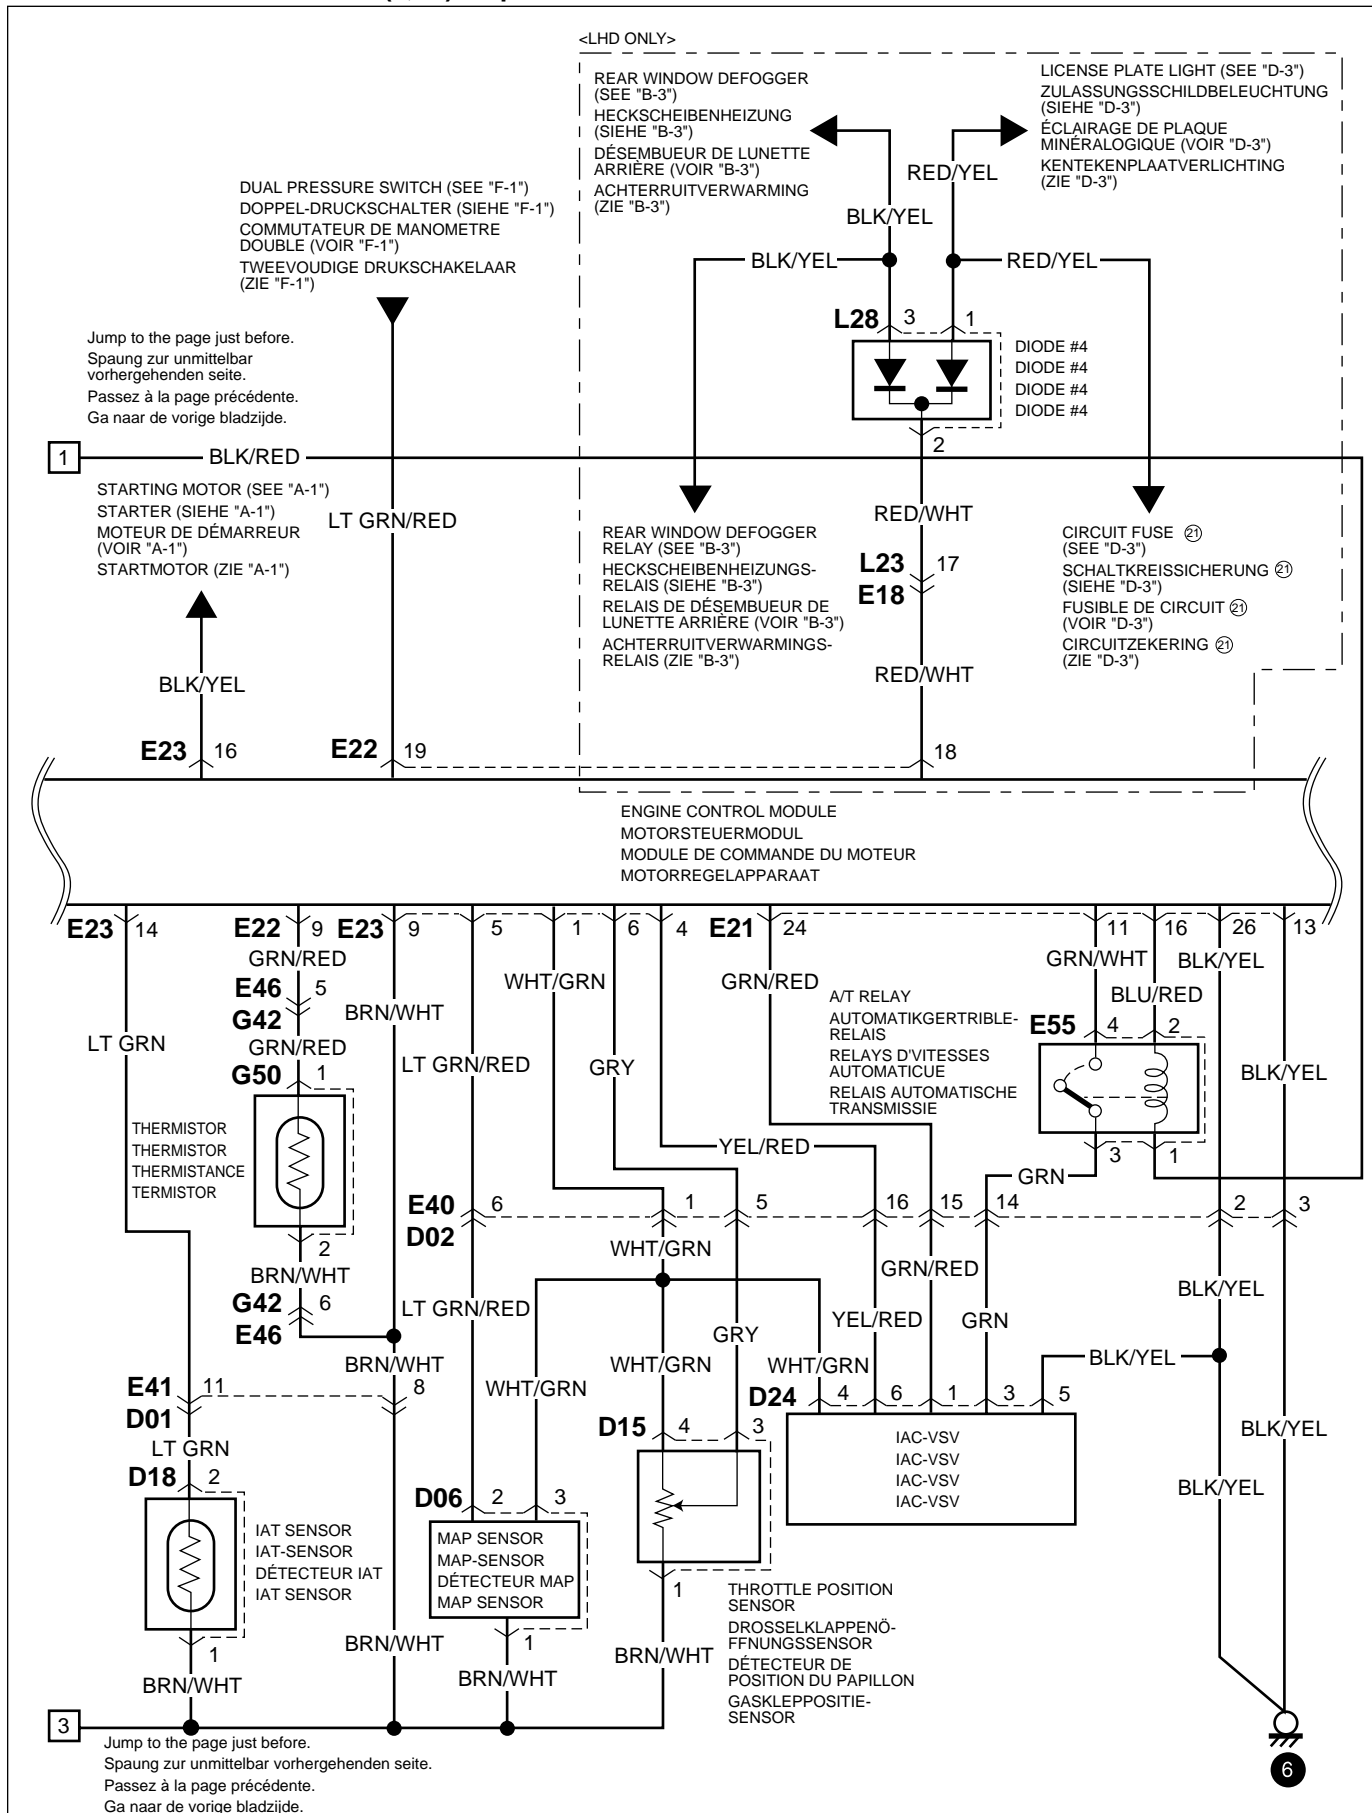 <LHD ONLY>
REAR WINDOW DEFOGGER
(SEE "B-3")
HECKSCHEIBENHEIZUNG
(SIEHE "B-3")
DÉSEMBUEUR DE LUNETTE
ARRIÈRE (VOIR "B-3")
ACHTERRUITVERWARMING
(ZIE "B-3")
LICENSE PLATE LIGHT (SEE "D-3")
ZULASSUNGSSCHILDBELEUCHTUNG
(SIEHE "D-3")
ÉCLAIRAGE DE PLAQUE
MINÉRALOGIQUE (VOIR "D-3")
KENTEKENPLAATVERLICHTING
(ZIE "D-3")
RED/YEL
BLK/YEL
DUAL PRESSURE SWITCH (SEE "F-1")
DOPPEL-DRUCKSCHALTER (SIEHE "F-1")
COMMUTATEUR DE MANOMETRE
DOUBLE (VOIR "F-1")
TWEEVOUDIGE DRUKSCHAKELAAR
(ZIE "F-1")
BLK/YEL
RED/YEL
L28 3 1
DIODE #4
DIODE #4
DIODE #4
DIODE #4
2
Jump to the page just before.
Spaung zur unmittelbar
vorhergehenden seite.
Passez à la page précédente.
Ga naar de vorige bladzijde.
1 BLK/RED
STARTING MOTOR (SEE "A-1")
STARTER (SIEHE "A-1")
MOTEUR DE DÉMARREUR
(VOIR "A-1")
STARTMOTOR (ZIE "A-1")
LT GRN/RED
RED/WHT
REAR WINDOW DEFOGGER
RELAY (SEE "B-3")
HECKSCHEIBENHEIZUNGS-
RELAIS (SIEHE "B-3")
RELAIS DE DÉSEMBUEUR DE
LUNETTE ARRIÈRE (VOIR "B-3")
ACHTERRUITVERWARMINGS-
RELAIS (ZIE "B-3")
L23 17
E18
CIRCUIT FUSE ㉑
(SEE "D-3")
SCHALTKREISSICHERUNG ㉑
(SIEHE "D-3")
FUSIBLE DE CIRCUIT ㉑
(VOIR "D-3")
CIRCUITZEKERING ㉑
(ZIE "D-3")
BLK/YEL
RED/WHT
E23 16 E22 19 18
ENGINE CONTROL MODULE
MOTORSTEUERMODUL
MODULE DE COMMANDE DU MOTEUR
MOTORREGELAPPARAAT
E23 14 E22 9 E23 9 5 1 6 4 E21 24 11 16 26 13
GRN/RED
WHT/GRN
GRN/RED
GRN/WHT
BLK/YEL
E46 5
G42
BRN/WHT
BLU/RED
A/T RELAY
AUTOMATIKGERTRIBLE-
RELAIS
RELAYS D'VITESSES
AUTOMATICUE
RELAIS AUTOMATISCHE
TRANSMISSIE
E55 4 2
LT GRN
GRN/RED
LT GRN/RED
GRY
BLK/YEL
G50 1
THERMISTOR
THERMISTOR
THERMISTANCE
TERMISTOR
YEL/RED
3 1
GRN
E40 6 1 5 16 15 14 2 3
D02
2
WHT/GRN
BRN/WHT
GRN/RED
BLK/YEL
G42 6
E46
LT GRN/RED
YEL/RED
GRN
GRY
BRN/WHT
WHT/GRN
WHT/GRN
BLK/YEL
E41 11 8
D01
WHT/GRN
D24 4 6 1 3 5
LT GRN
D15 4 3
BLK/YEL
IAC-VSV
IAC-VSV
IAC-VSV
IAC-VSV
D18 2
D06 2 3
BLK/YEL
IAT SENSOR
IAT-SENSOR
DÉTECTEUR IAT
IAT SENSOR
MAP SENSOR
MAP-SENSOR
DÉTECTEUR MAP
MAP SENSOR
1
THROTTLE POSITION
SENSOR
DROSSELKLAPPENÖ-
FFNUNGSSENSOR
DÉTECTEUR DE
POSITION DU PAPILLON
GASKLEPPOSITIE-
SENSOR
1
1
BRN/WHT
BRN/WHT
BRN/WHT
BRN/WHT
3
Jump to the page just before.
Spaung zur unmittelbar vorhergehenden seite.
Passez à la page précédente.
Ga naar de vorige bladzijde.
6